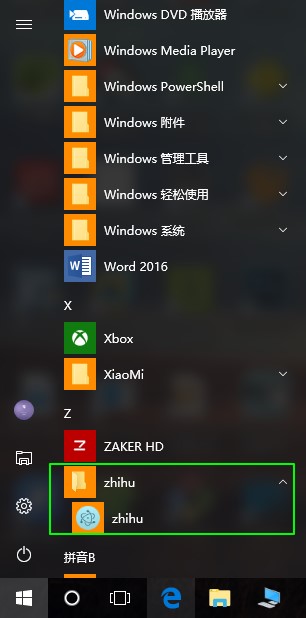 Windows DVD 播放器
Windows Media Player
Windows PowerShell
Windows 附件
Windows 管理工具
Windows 轻松使用
Windows 系统
Word 2016
X
Xbox
XiaoMi
Z
ZAKER HD
zhihu
zhihu
拼音B